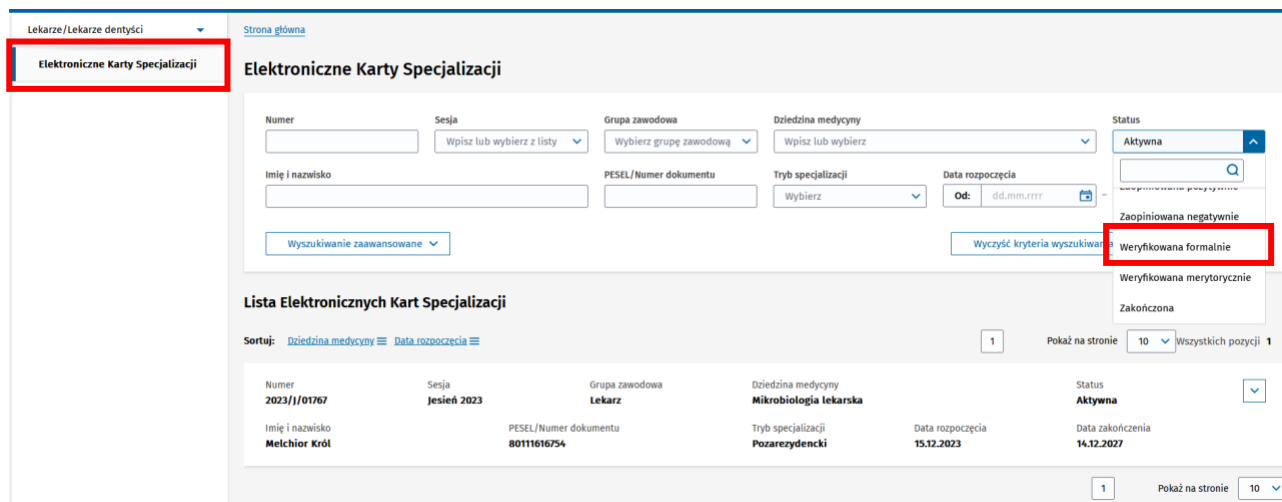 Lekarze/Lekarze dentyści
Elektroniczne Karty Specjalizacji
Strona główna
Elektroniczne Karty Specjalizacji
Numer Sesja Grupa zawodowa Dziedzina medycyny Status
Wpisz lub wybierz z listy Wybierz grupę zawodową Wpisz lub wybierz Aktywna
Imię i nazwisko PESEL/Numer dokumentu Tryb specjalizacji Data rozpoczęcia
Wybierz Od: dd.mm.rrrr –
Zaopiniowana pozytywnie
Zaopiniowana negatywnie
Wyszukiwanie zaawansowane Wyczyść kryteria wyszukiwania Weryfikowana formalnie
Weryfikowana merytorycznie
Zakończona
Lista Elektronicznych Kart Specjalizacji
Sortuj: Dziedzina medycyny Data rozpoczęcia 1 Pokaż na stronie 10 Wszystkich pozycji 1
Numer Sesja Grupa zawodowa Dziedzina medycyny Status
2023/J/01767 Jesień 2023 Lekarz Mikrobiologia lekarska Aktywna
Imię i nazwisko PESEL/Numer dokumentu Tryb specjalizacji Data rozpoczęcia Data zakończenia
Melchior Król 80111616754 Pozarezydencki 15.12.2023 14.12.2027
1 Pokaż na stronie 10